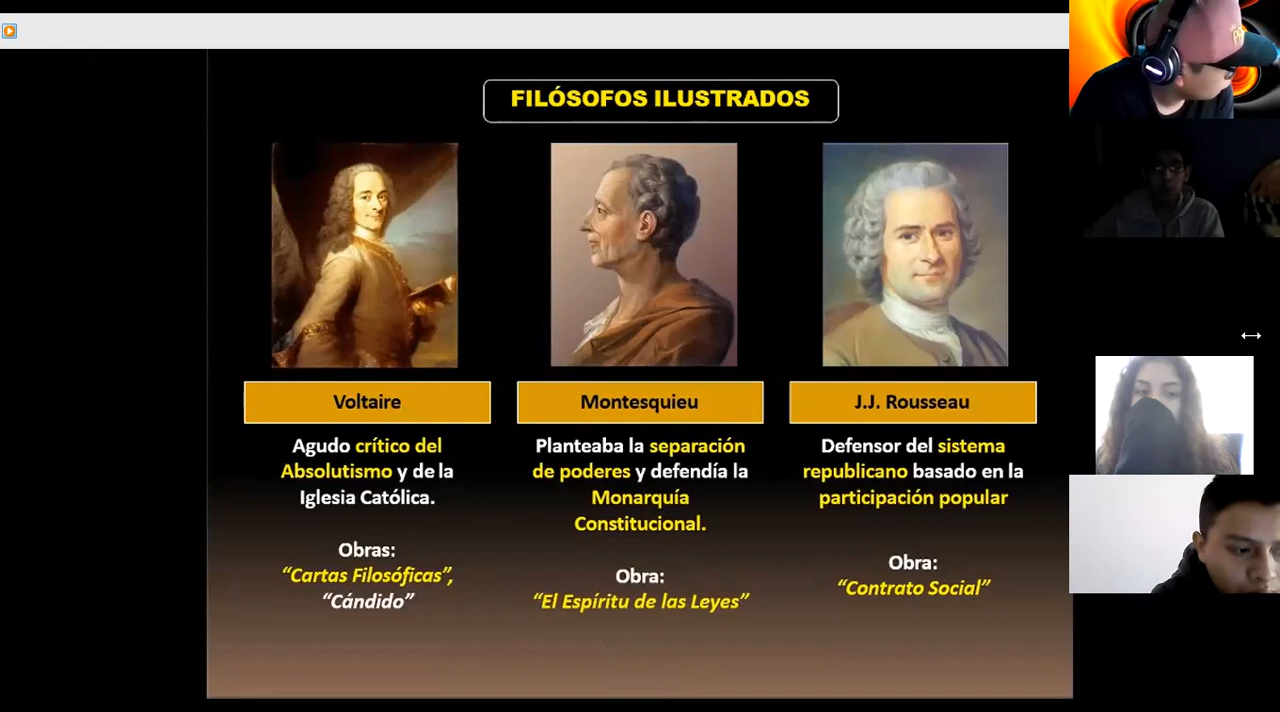 FILÓSOFOS ILUSTRADOS
Voltaire
Agudo crítico del
Absolutismo y de la
Iglesia Católica.
Obras:
“Cartas Filosóficas”,
“Cándido”
Montesquieu
Planteaba la separación
de poderes y defendía la
Monarquía
Constitucional.
Obra:
“El Espíritu de las Leyes”
J.J. Rousseau
Defensor del sistema
republicano basado en la
participación popular
Obra:
“Contrato Social”